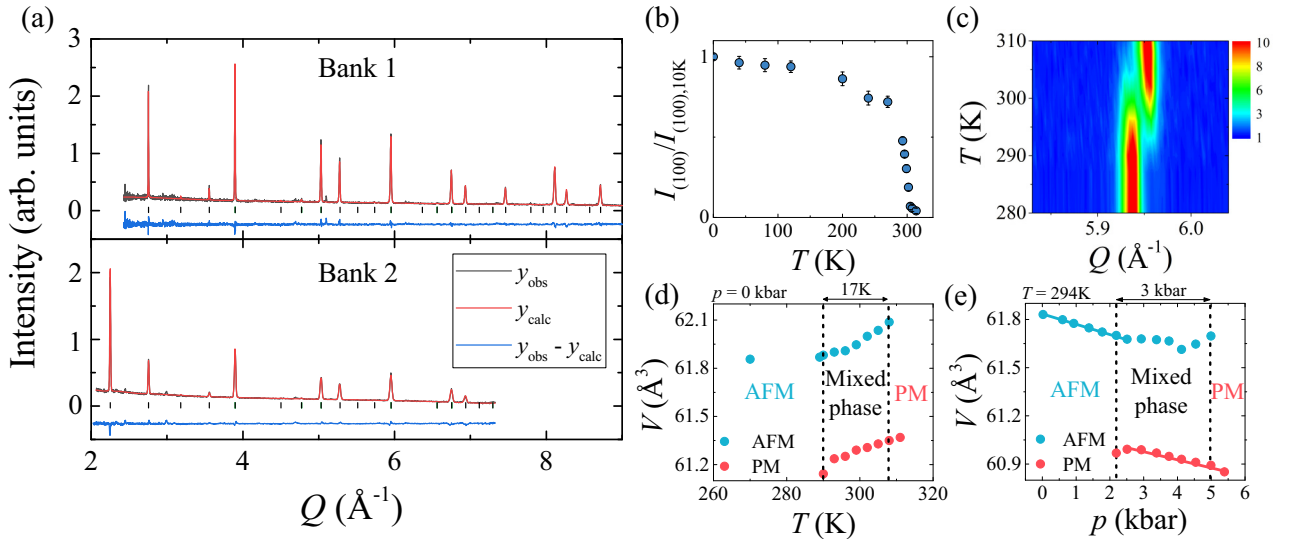 (a)
Intensity (arb. units)
3
2
1
0
Bank 1
2
1
0
Bank 2
y_obs
y_calc
y_obs - y_calc
2 4 6 8
Q (Å⁻¹)
(b)
I_(100)/I_(100),10K
1
0
0 100 200 300
T (K)
(c)
T (K)
310
300
290
280
5.9 6.0
Q (Å⁻¹)
10
8
6
3
1
(d)
p = 0 kbar
17K
V (Å³)
62.1
61.8
61.5
61.2
AFM
Mixed
phase
PM
AFM
PM
260 280 300 320
T (K)
(e)
T = 294K
3 kbar
V (Å³)
61.8
61.5
61.2
60.9
AFM
Mixed
phase
PM
AFM
PM
0 1 2 3 4 5 6
p (kbar)